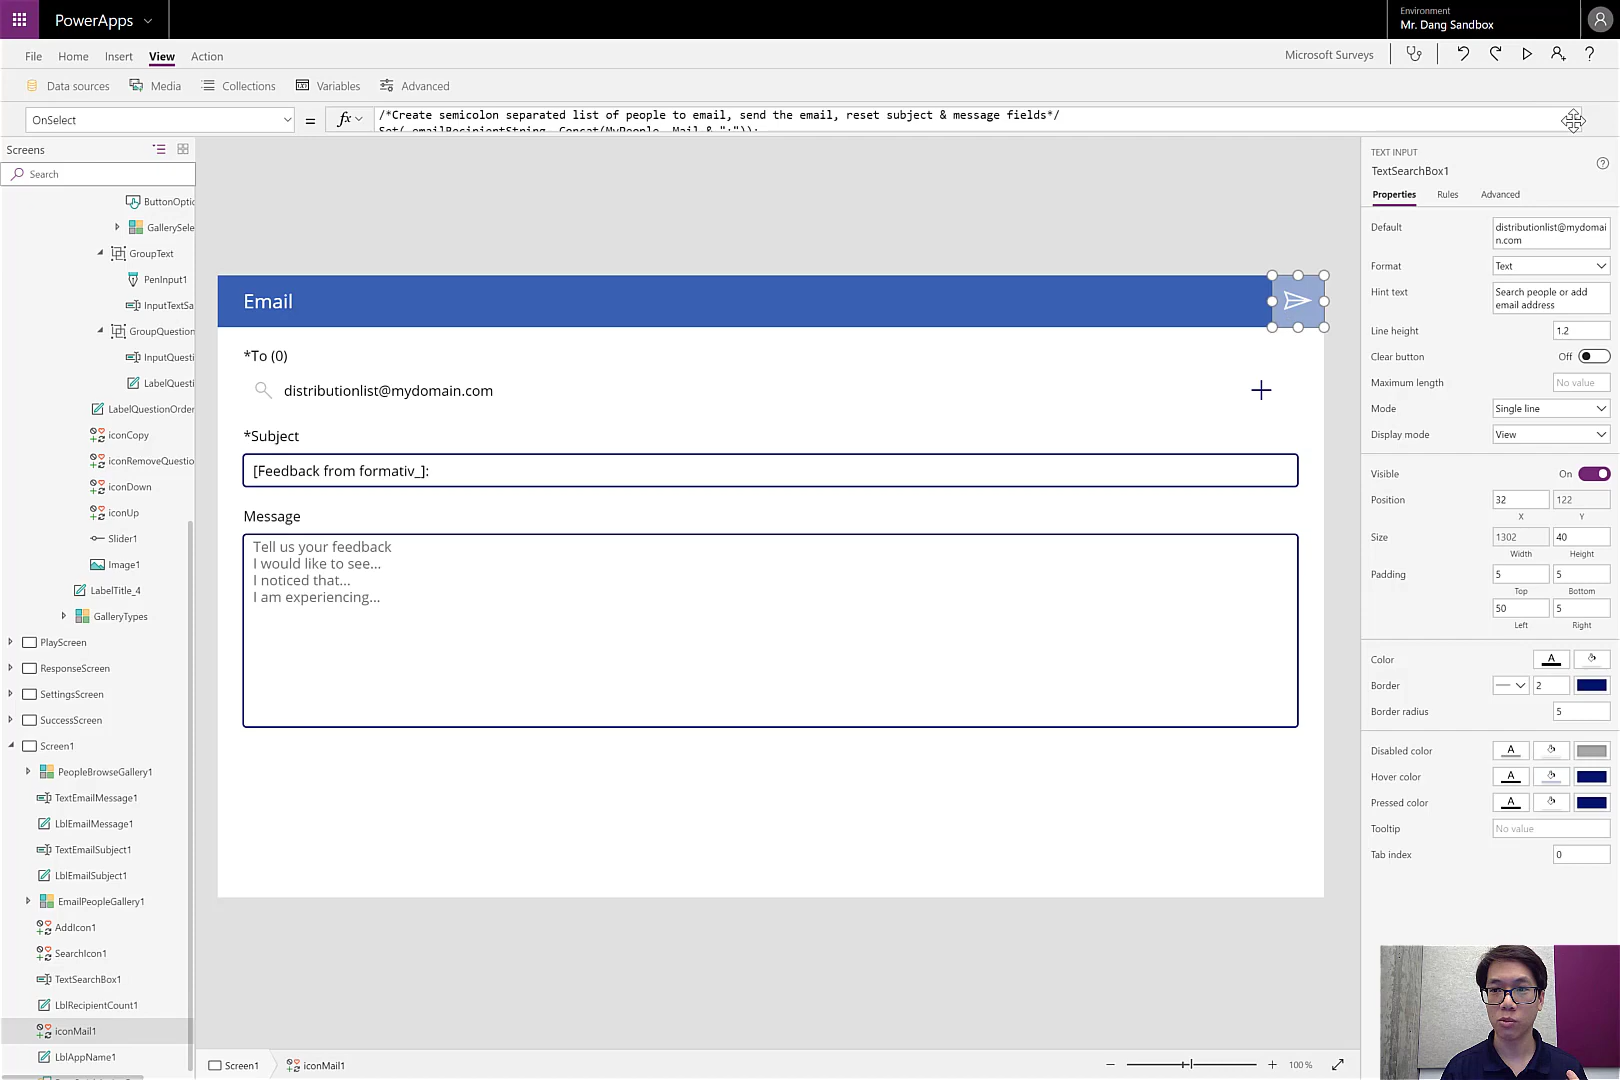 PowerApps
Environment
Mr. Dang Sandbox
File Home Insert View Action
Microsoft Surveys
Data sources Media Collections Variables Advanced
OnSelect
= fx
/*Create semicolon separated list of people to email, send the email, reset subject & message fields*/
Set(_emailRecipientString, Concat(MyPeople, Mail & ";"));
Screens
Search
ButtonOptio
GallerySele
GroupText
PenInput1
InputTextSa
GroupQuestion
InputQuesti
LabelQuesti
LabelQuestionOrder
iconCopy
iconRemoveQuestio
iconDown
iconUp
Slider1
Image1
LabelTitle_4
GalleryTypes
PlayScreen
ResponseScreen
SettingsScreen
SuccessScreen
Screen1
PeopleBrowseGallery1
TextEmailMessage1
LblEmailMessage1
TextEmailSubject1
LblEmailSubject1
EmailPeopleGallery1
AddIcon1
SearchIcon1
TextSearchBox1
LblRecipientCount1
iconMail1
LblAppName1
Email
*To (0)
distributionlist@mydomain.com
*Subject
[Feedback from formativ_]:
Message
Tell us your feedback
I would like to see...
I noticed that...
I am experiencing...
Screen1 iconMail1
100 %
TEXT INPUT
TextSearchBox1
Properties Rules Advanced
Default distributionlist@mydomai
n.com
Format Text
Hint text Search people or add
email address
Line height 1.2
Clear button Off
Maximum length No value
Mode Single line
Display mode View
Visible On
Position 32 122
X Y
Size 1302 40
Width Height
Padding 5 5
Top Bottom
50 5
Left Right
Color
Border 2
Border radius 5
Disabled color
Hover color
Pressed color
Tooltip No value
Tab index 0